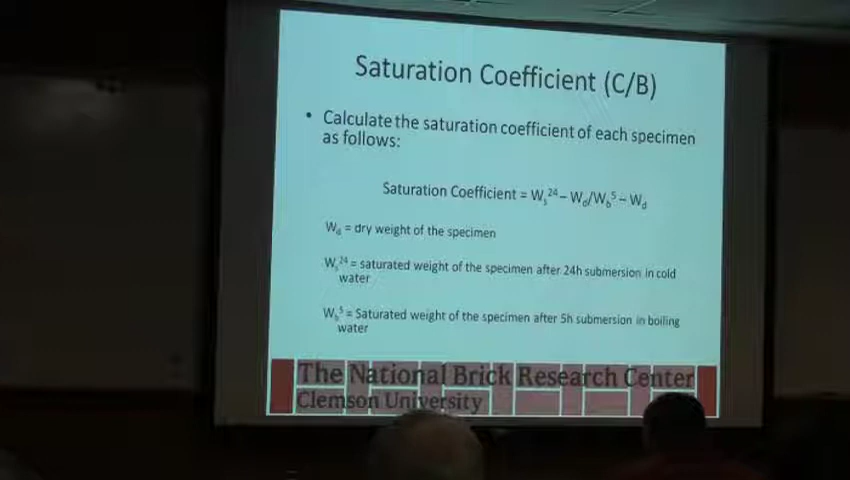 Saturation Coefficient (C/B)
• Calculate the saturation coefficient of each specimen
as follows:
Saturation Coefficient = Ws24 – Wd/Wb5 – Wd
Wd = dry weight of the specimen
Ws24 = saturated weight of the specimen after 24h submersion in cold
water
Wb5 = Saturated weight of the specimen after 5h submersion in boiling
water
The National Brick Research Center
Clemson University